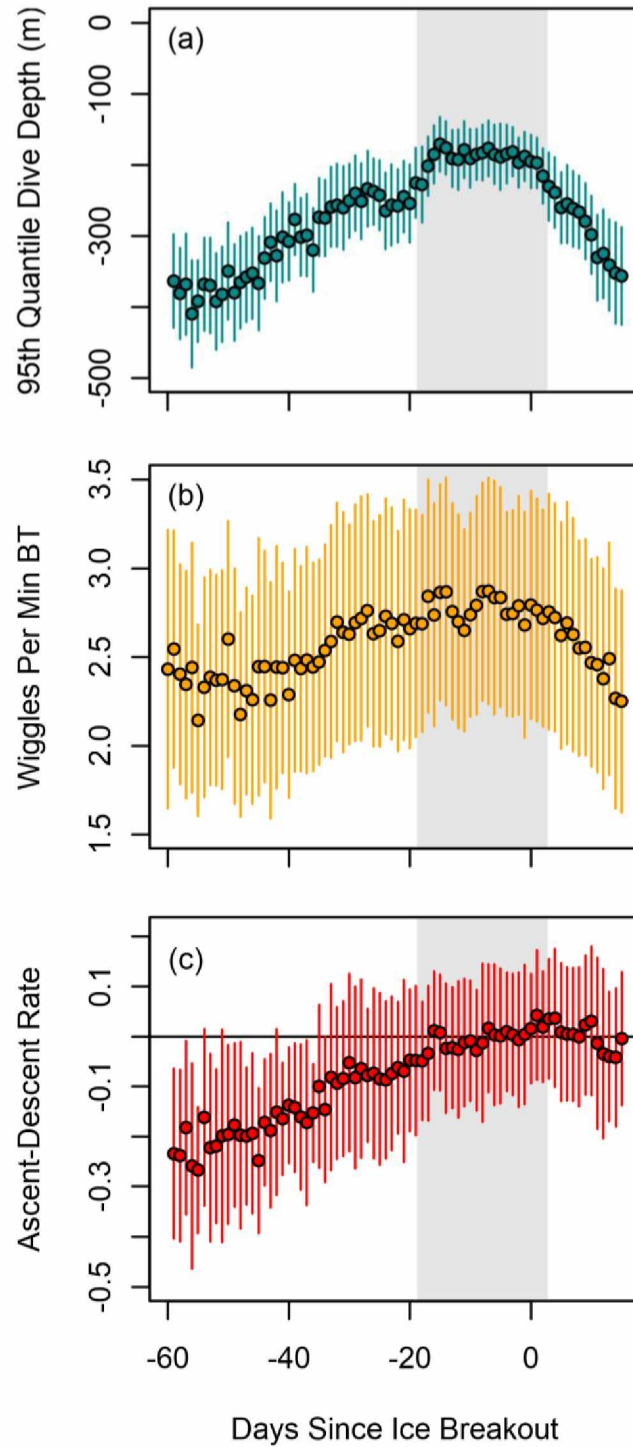 (a)
95th Quantile Dive Depth (m)
0
-100
-300
-500
(b)
Wiggles Per Min BT
3.5
3.0
2.5
2.0
1.5
(c)
Ascent-Descent Rate
0.1
-0.1
-0.3
-0.5
-60 -40 -20 0
Days Since Ice Breakout